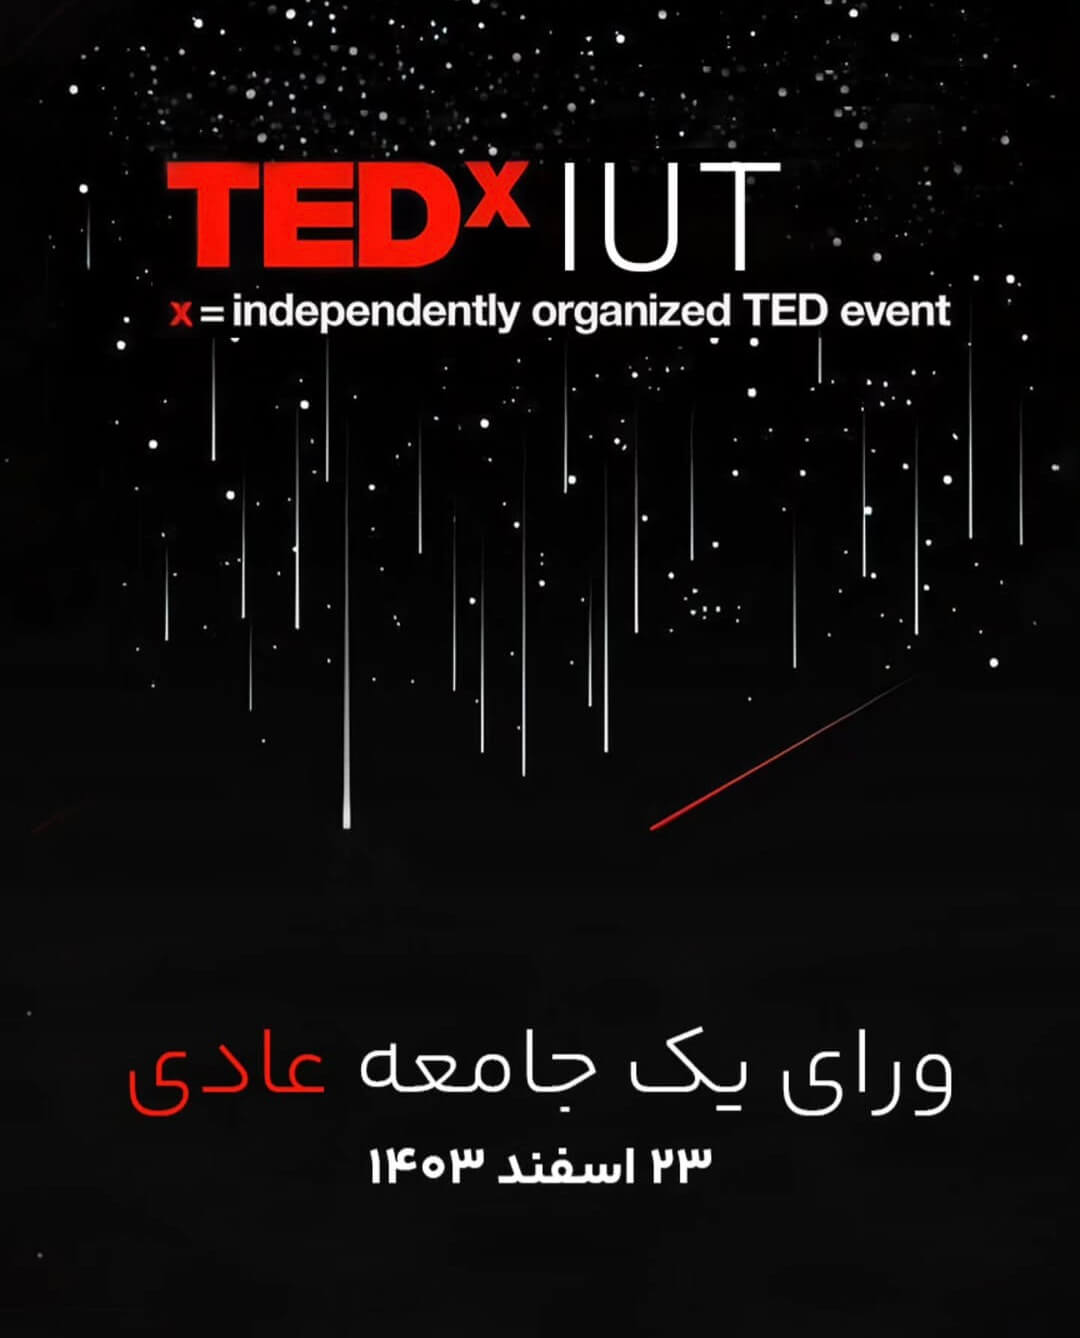 TEDx IUT
x = independently organized TED event
ورای یک جامعه عادی
۲۳ اسفند ۱۴۰۳